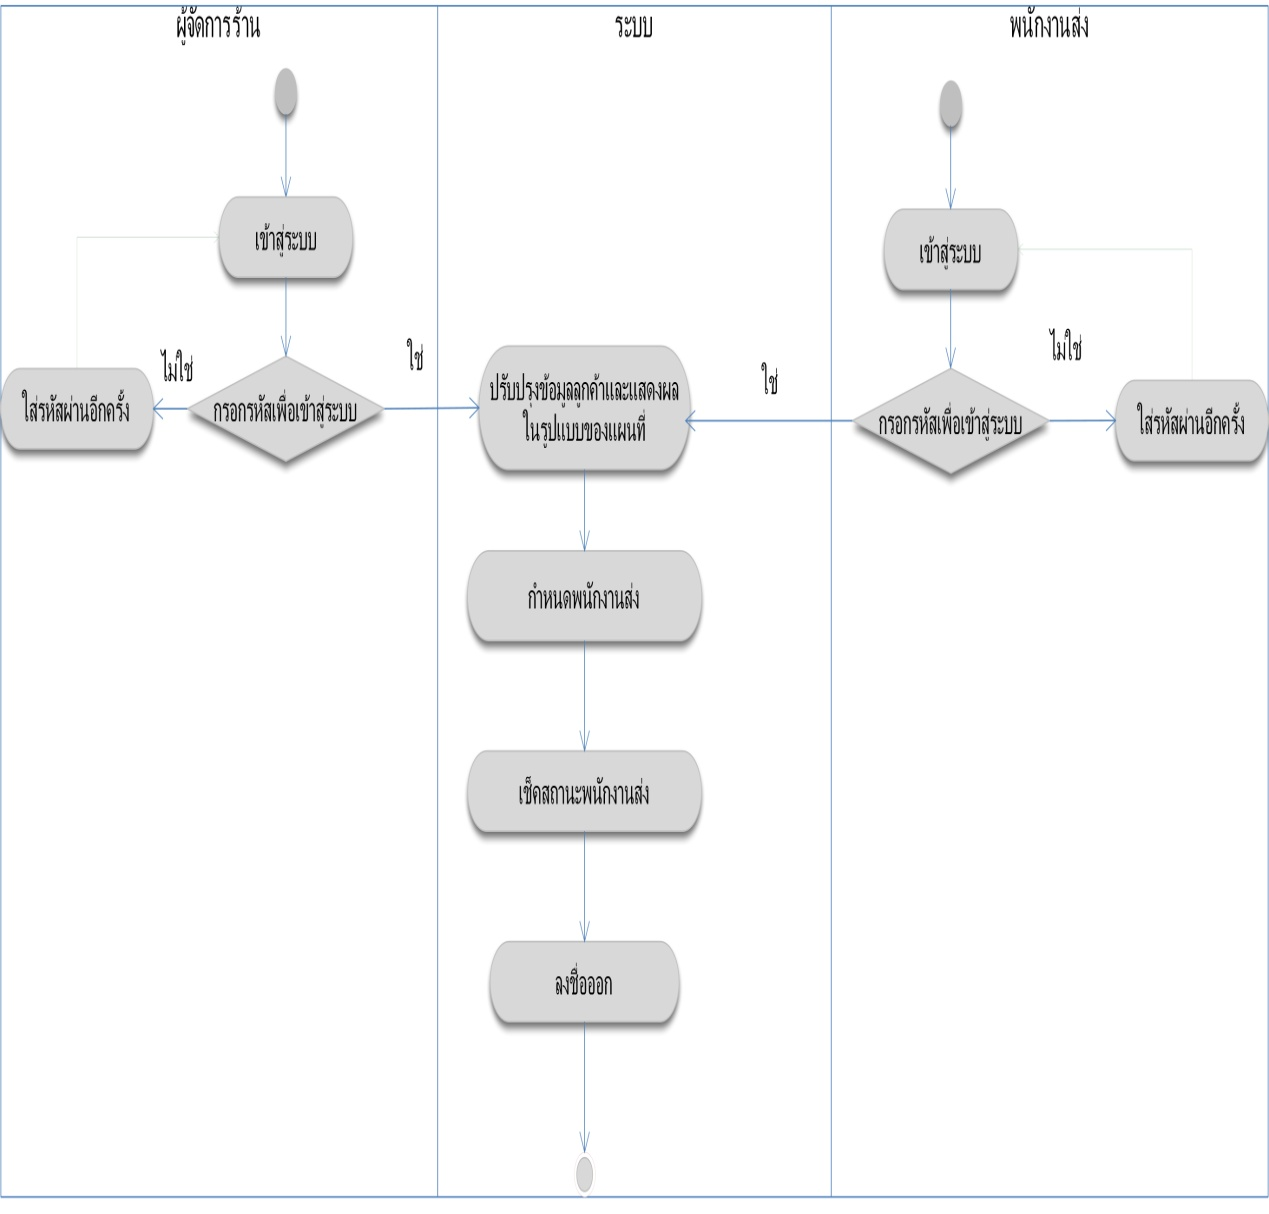 ผู้จัดการร้าน
ระบบ
พนักงานส่ง
เข้าสู่ระบบ
เข้าสู่ระบบ
ไม่ใช่
ใช่
ใช่
ไม่ใช่
ใส่รหัสผ่านอีกครั้ง
กรอกรหัสเพื่อเข้าสู่ระบบ
ปรับปรุงข้อมูลลูกค้าและแสดงผล
ในรูปแบบของแผนที่
กรอกรหัสเพื่อเข้าสู่ระบบ
ใส่รหัสผ่านอีกครั้ง
กำหนดพนักงานส่ง
เช็คสถานะพนักงานส่ง
ลงชื่อออก